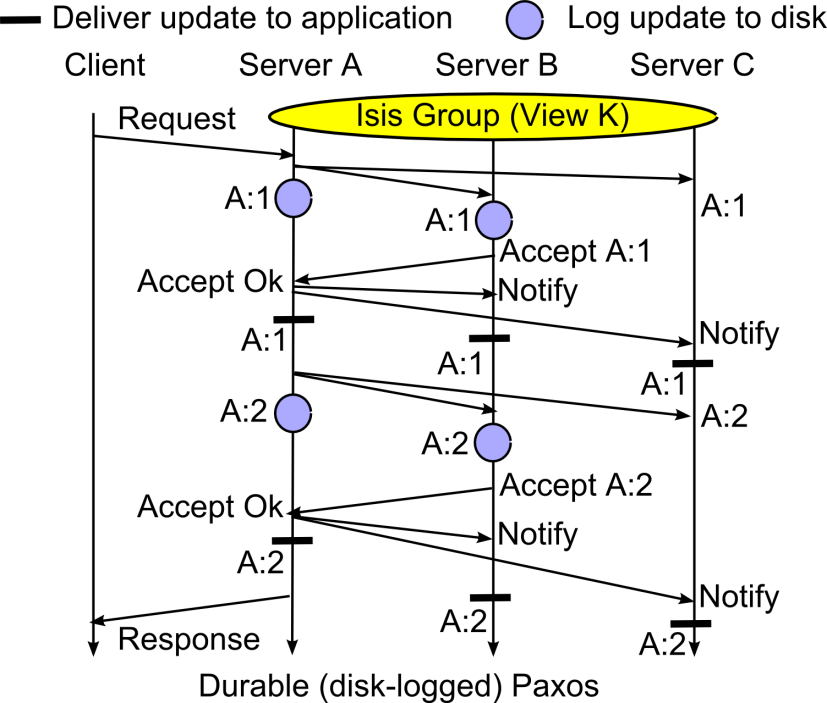 Deliver update to application
Log update to disk
Client
Server A
Server B
Server C
Isis Group (View K)
Request
A:1
A:1
A:1
Accept A:1
Accept Ok
Notify
Notify
A:1
A:1
A:1
A:2
A:2
A:2
Accept A:2
Accept Ok
Notify
A:2
Notify
A:2
A:2
Response
Durable (disk-logged) Paxos